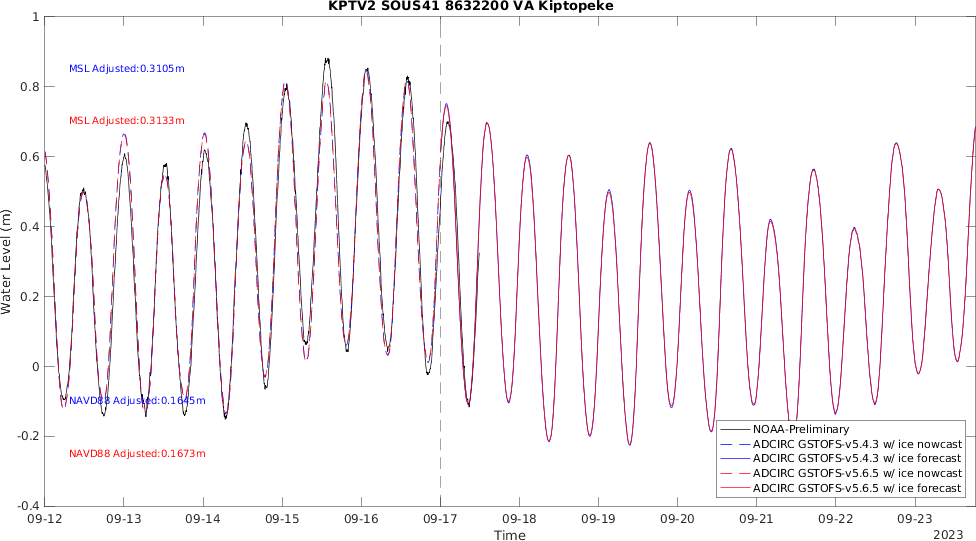 KPTV2 SOUS41 8632200 VA Kiptopeke
1
0.8
0.6
0.4
0.2
0
-0.2
-0.4
Water Level (m)
MSL Adjusted:0.3105m
MSL Adjusted:0.3133m
NAVD88 Adjusted:0.1645m
NAVD88 Adjusted:0.1673m
NOAA-Preliminary
ADCIRC GSTOFS-v5.4.3 w/ ice nowcast
ADCIRC GSTOFS-v5.4.3 w/ ice forecast
ADCIRC GSTOFS-v5.6.5 w/ ice nowcast
ADCIRC GSTOFS-v5.6.5 w/ ice forecast
09-12 09-13 09-14 09-15 09-16 09-17 09-18 09-19 09-20 09-21 09-22 09-23
Time
2023